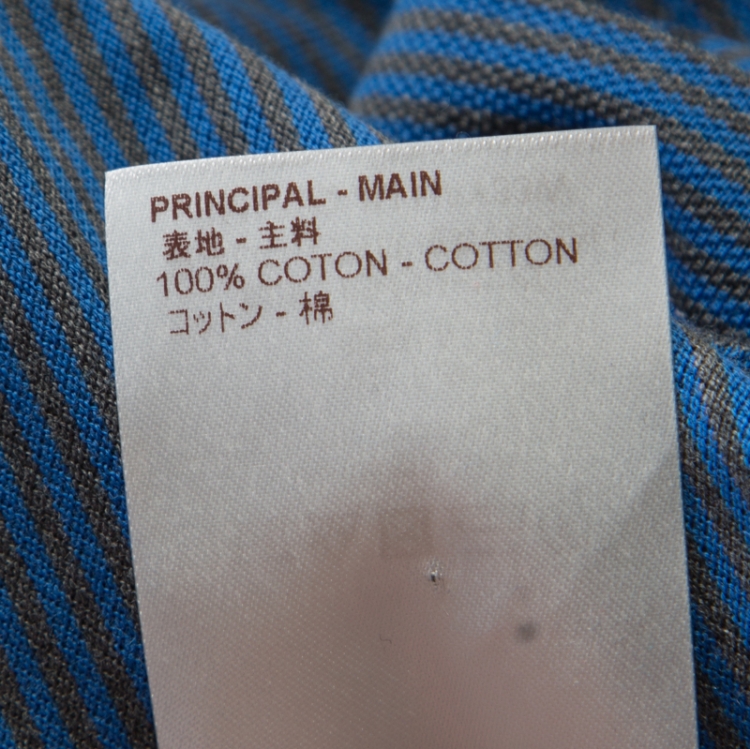 PRINCIPAL - MAIN
表地 - 主料
100% COTON - COTTON
コットン - 棉